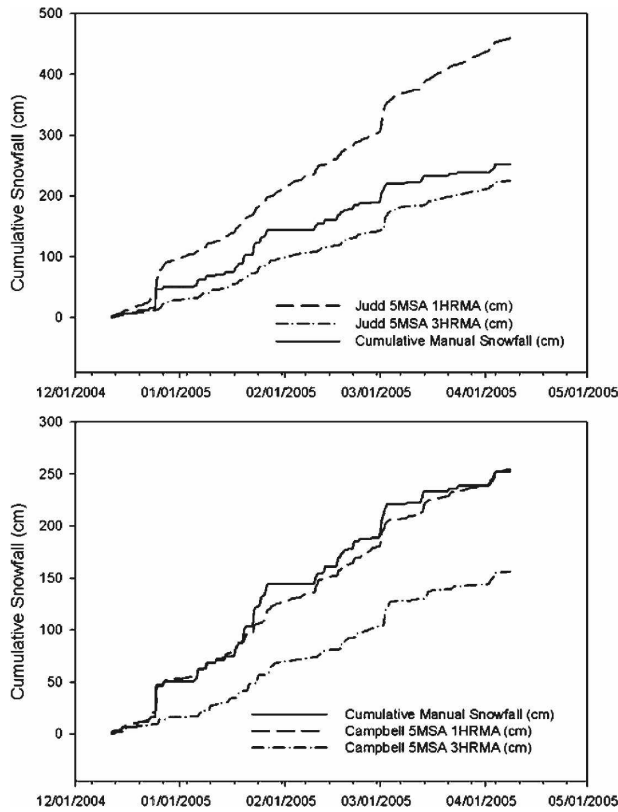 500
400
300
200
100
0
Cumulative Snowfall (cm)
Judd 5MSA 1HRMA (cm)
Judd 5MSA 3HRMA (cm)
Cumulative Manual Snowfall (cm)
12/01/2004 01/01/2005 02/01/2005 03/01/2005 04/01/2005 05/01/2005
300
250
200
150
100
50
0
Cumulative Snowfall (cm)
Cumulative Manual Snowfall (cm)
Campbell 5MSA 1HRMA (cm)
Campbell 5MSA 3HRMA (cm)
12/01/2004 01/01/2005 02/01/2005 03/01/2005 04/01/2005 05/01/2005